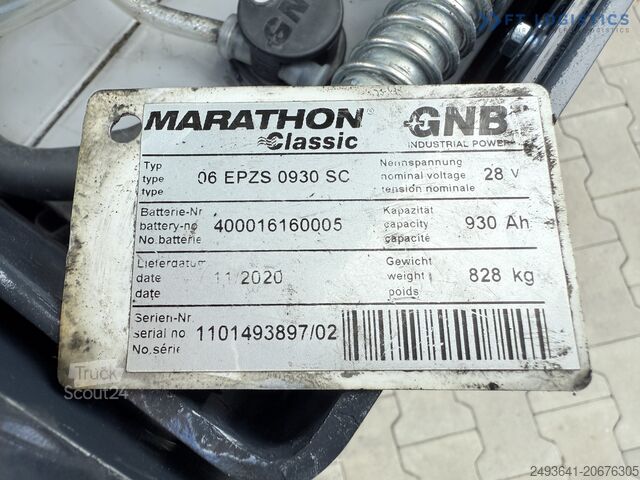 GNB
FT LOGISTICS
MARATHON
Classic
GNB
INDUSTRIAL POWER
Typ
type
type
06 EPZS 0930 SC
Nennspannung
nominal voltage
tension nominale
28 V
Batterie-Nr
battery-no
No.batterie
400016160005
Kapazität
capacity
capacité
930 Ah
Lieferdatum
date
date
11/2020
Gewicht
weight
poids
828 kg
Serien-Nr.
serial no
No.série
1101493897/02
Truck
Scout24
2493641-20676305